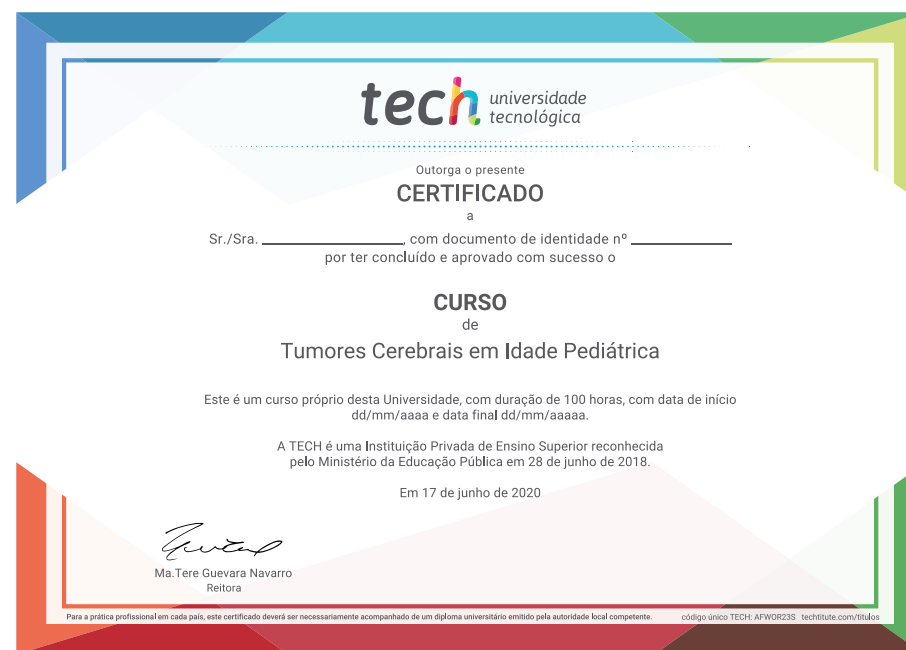 tech universidade
tecnológica
Outorga o presente
CERTIFICADO
a
Sr./Sra. ________________, com documento de identidade nº ____________
por ter concluído e aprovado com sucesso o
CURSO
de
Tumores Cerebrais em Idade Pediátrica
Este é um curso próprio desta Universidade, com duração de 100 horas, com data de início
dd/mm/aaaa e data final dd/mm/aaaaa.
A TECH é uma Instituição Privada de Ensino Superior reconhecida
pelo Ministério da Educação Pública em 28 de junho de 2018.
Em 17 de junho de 2020
Ma.Tere Guevara Navarro
Reitora
Para a prática profissional em cada país, este certificado deverá ser necessariamente acompanhado de um diploma universitário emitido pela autoridade local competente. código único TECH: AFWOR23S techtitute.com/titulos